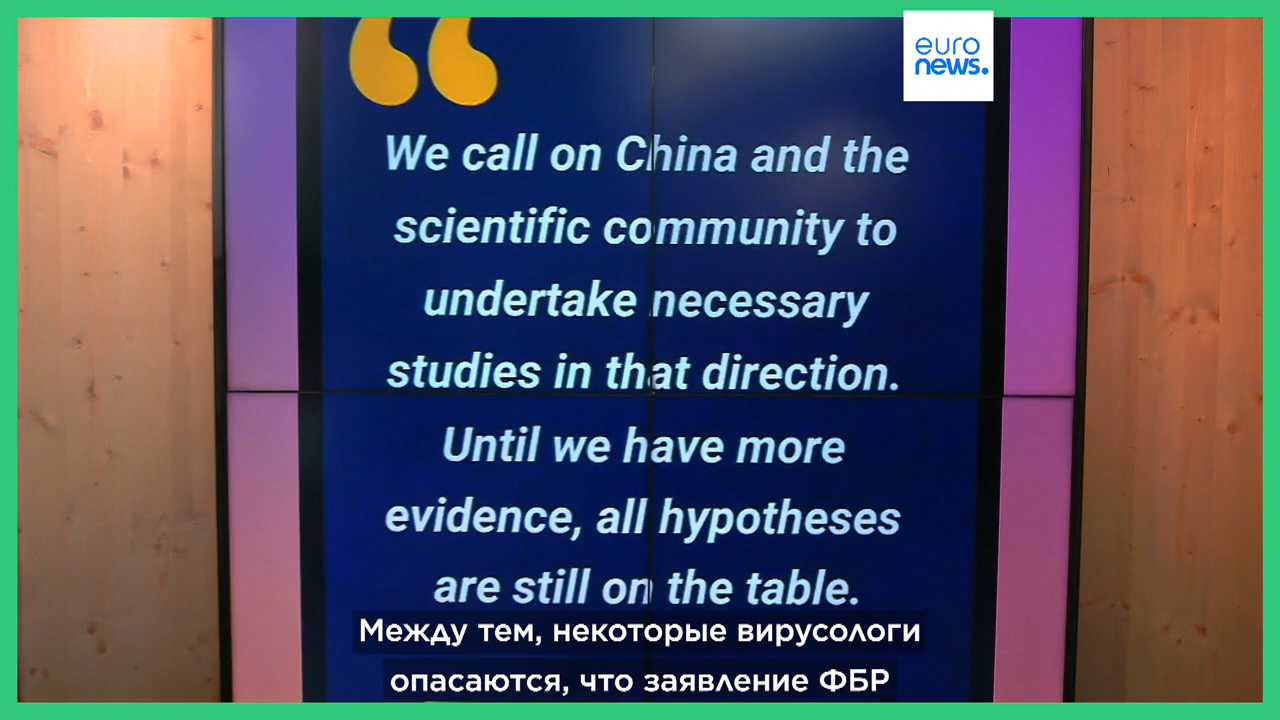 euro
news.
We call on China and the
scientific community to
undertake necessary
studies in that direction.
Until we have more
evidence, all hypotheses
are still on the table.
Между тем, некоторые вирусологи
опасаются, что заявление ФБР